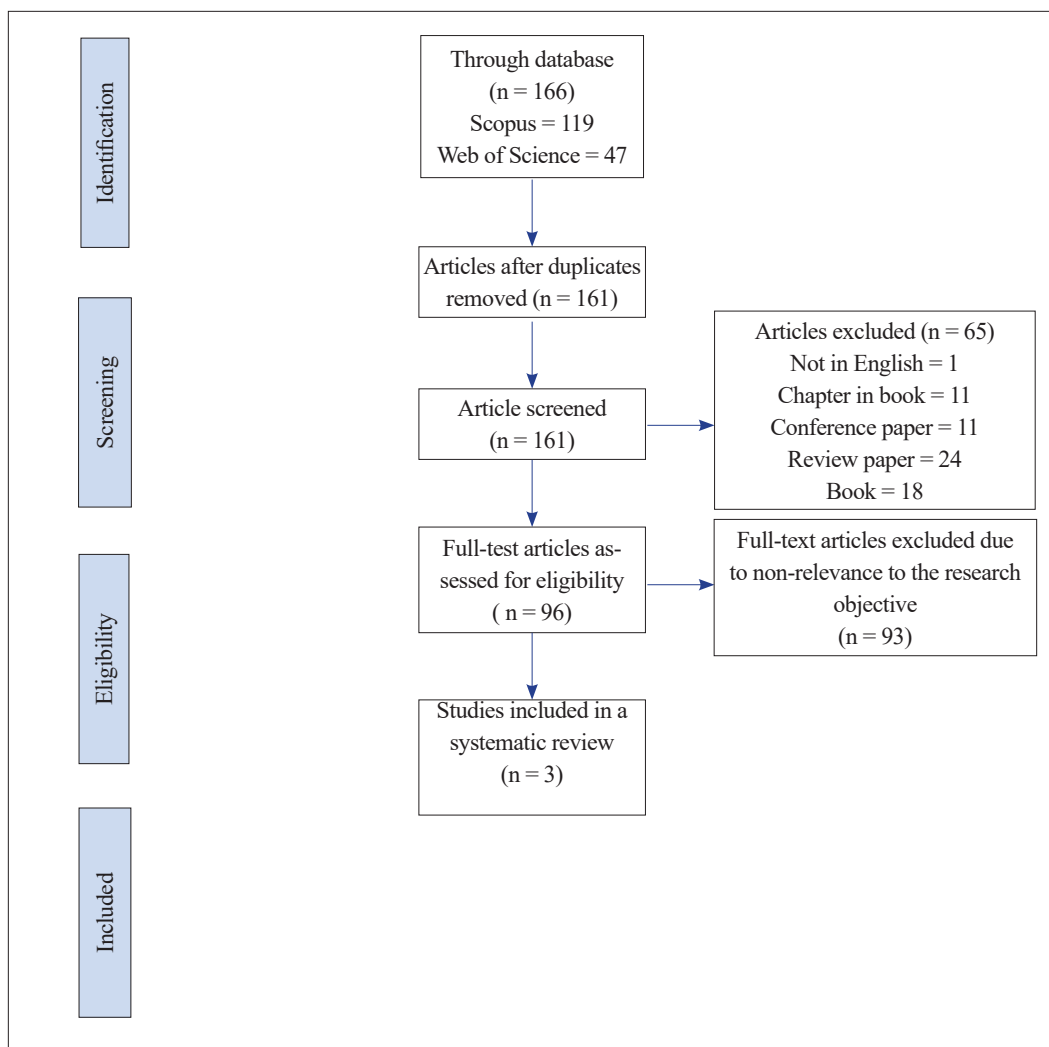 Identification
Through database
(n = 166)
Scopus = 119
Web of Science = 47
Articles after duplicates
removed (n = 161)
Screening
Article screened
(n = 161)
Articles excluded (n = 65)
Not in English = 1
Chapter in book = 11
Conference paper = 11
Review paper = 24
Book = 18
Eligibility
Full-test articles as-
sessed for eligibility
( n = 96)
Full-text articles excluded due
to non-relevance to the research
objective
(n = 93)
Studies included in a
systematic review
(n = 3)
Included